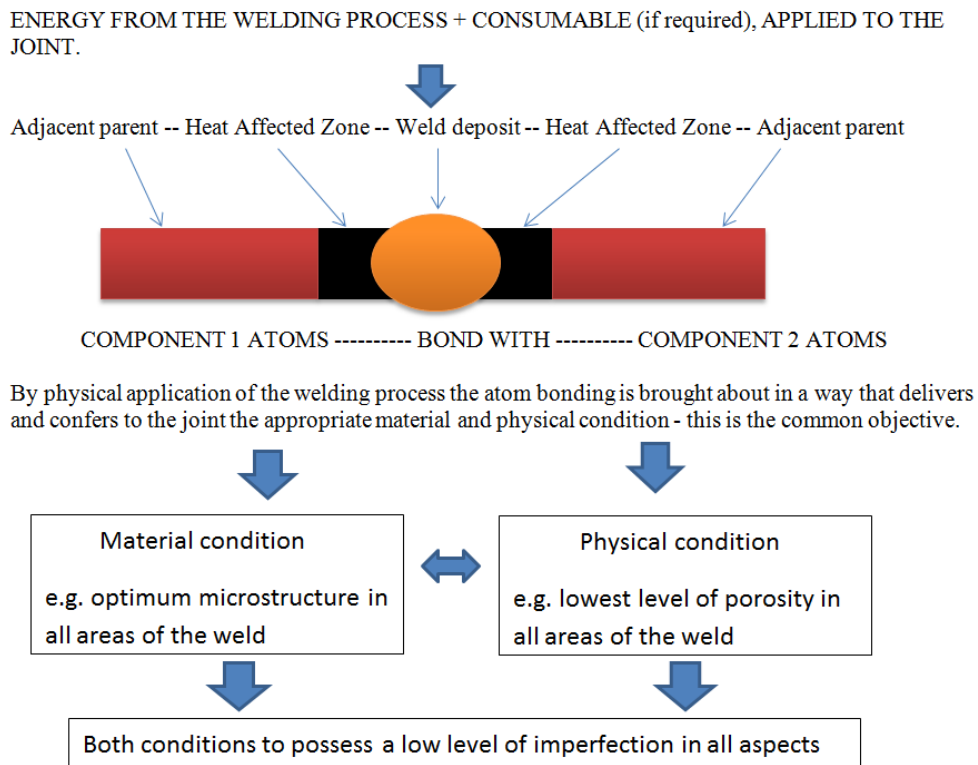 ENERGY FROM THE WELDING PROCESS + CONSUMABLE (if required), APPLIED TO THE
JOINT.
Adjacent parent -- Heat Affected Zone -- Weld deposit -- Heat Affected Zone -- Adjacent parent
COMPONENT 1 ATOMS ---------- BOND WITH ---------- COMPONENT 2 ATOMS
By physical application of the welding process the atom bonding is brought about in a way that delivers
and confers to the joint the appropriate material and physical condition - this is the common objective.
Material condition
e.g. optimum microstructure in
all areas of the weld
Physical condition
e.g. lowest level of porosity in
all areas of the weld
Both conditions to possess a low level of imperfection in all aspects